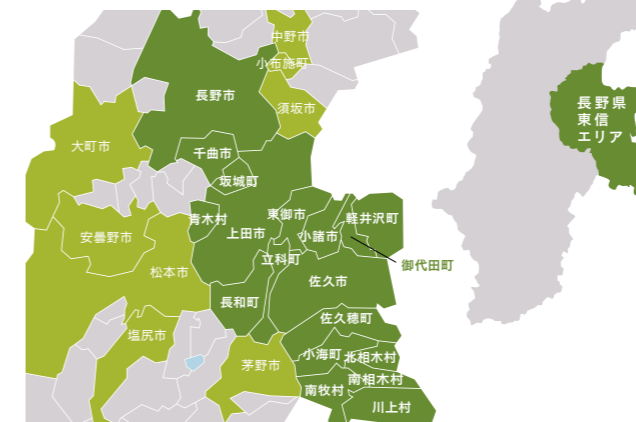 中野市
小布施町
長野市
須坂市
大町市
千曲市
坂城町
青木村
東御市
軽井沢町
上田市
小諸市
安曇野市
立科町
御代田町
松本市
佐久市
長和町
佐久穂町
塩尻市
小海町
北相木村
茅野市
南相木村
南牧村
川上村
長野県
東信
エリア